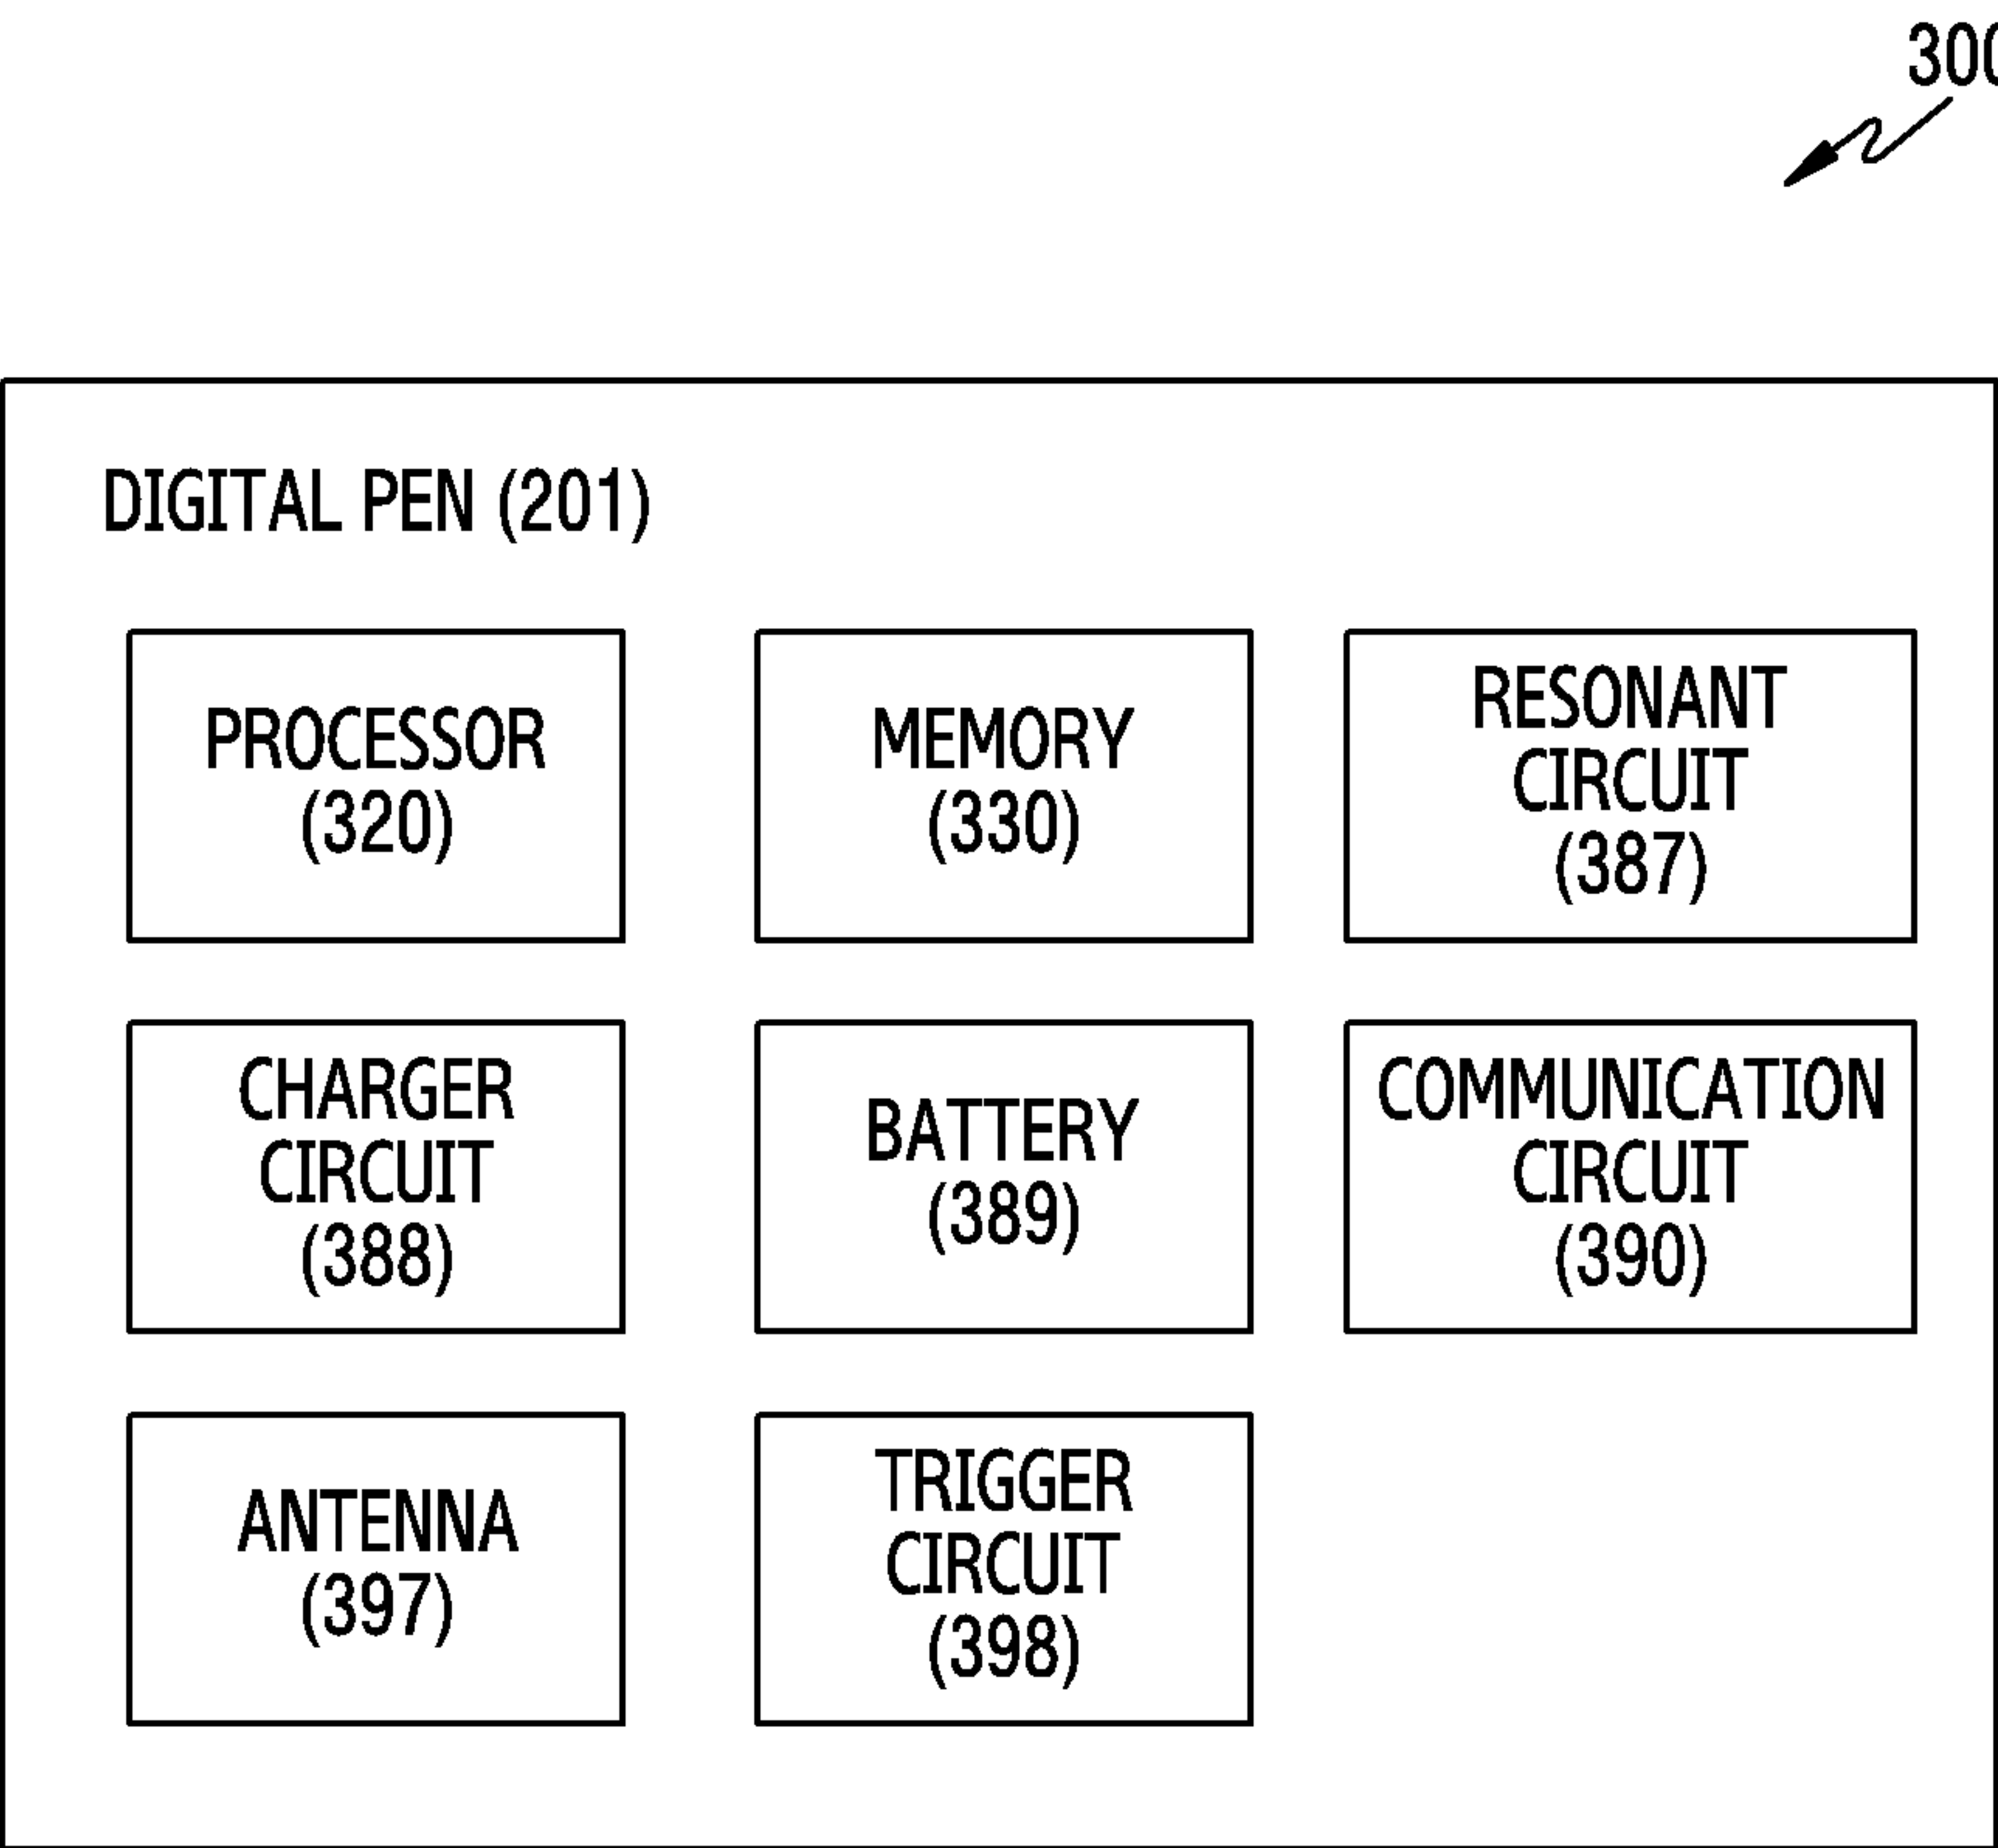 300
DIGITAL PEN (201)
PROCESSOR
(320)
MEMORY
(330)
RESONANT
CIRCUIT
(387)
CHARGER
CIRCUIT
(388)
BATTERY
(389)
COMMUNICATION
CIRCUIT
(390)
ANTENNA
(397)
TRIGGER
CIRCUIT
(398)